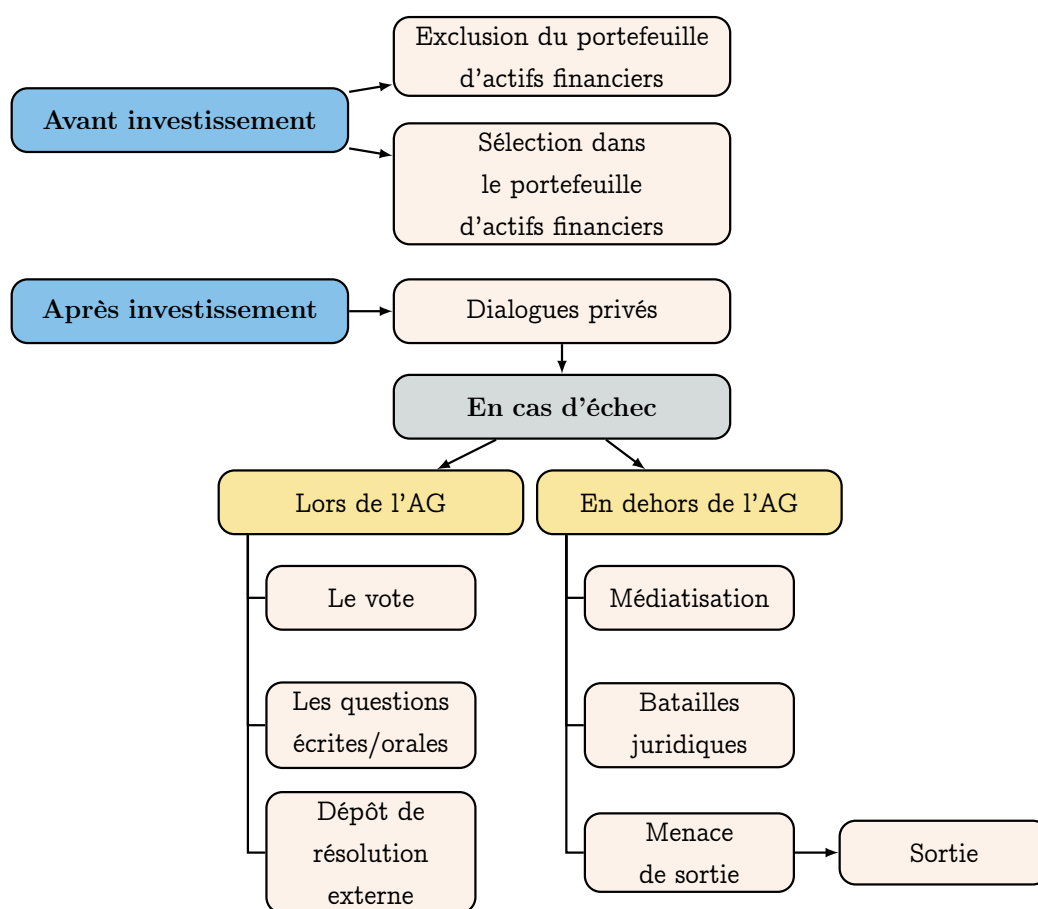 Exclusion du portefeuille
d'actifs financiers
Avant investissement
Sélection dans
le portefeuille
d'actifs financiers
Après investissement
Dialogues privés
En cas d'échec
Lors de l'AG
En dehors de l'AG
Le vote
Médiatisation
Les questions
écrites/orales
Batailles
juridiques
Dépôt de
résolution
externe
Menace
de sortie
Sortie